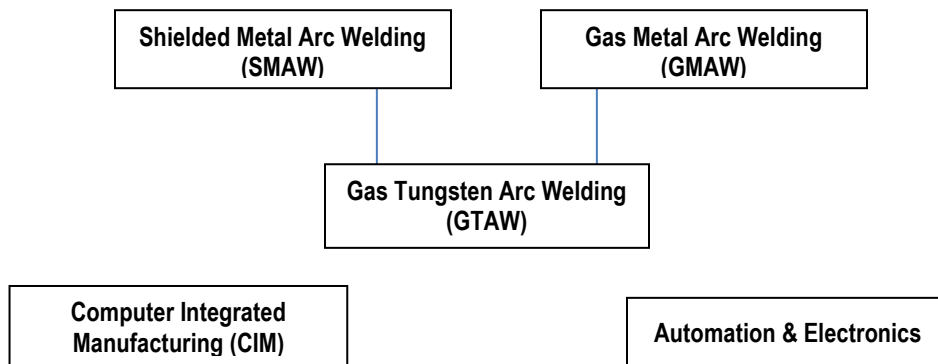 Shielded Metal Arc Welding
(SMAW)
Gas Metal Arc Welding
(GMAW)
Gas Tungsten Arc Welding
(GTAW)
Computer Integrated
Manufacturing (CIM)
Automation & Electronics